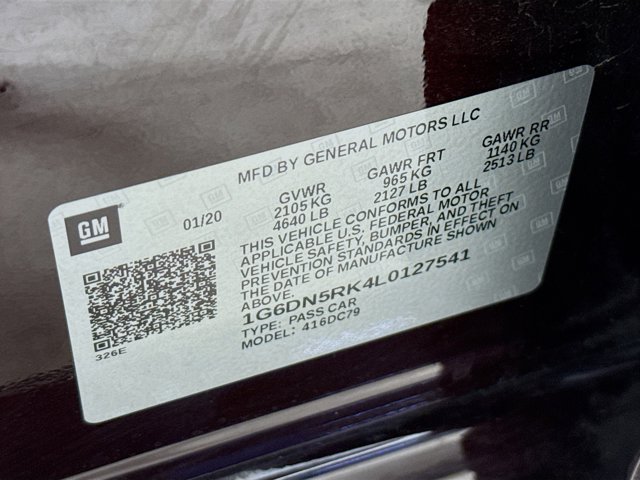 MFD BY GENERAL MOTORS LLC
GM
01/20
GVWR
2105 KG
4640 LB
GAWR FRT
965 KG
2127 LB
GAWR RR
1140 KG
2513 LB
THIS VEHICLE CONFORMS TO ALL
APPLICABLE U.S. FEDERAL MOTOR
VEHICLE SAFETY, BUMPER, AND THEFT
PREVENTION STANDARDS IN EFFECT ON
THE DATE OF MANUFACTURE SHOWN
ABOVE.
1G6DN5RK4L0127541
TYPE: PASS CAR
MODEL: 416DC79
326E